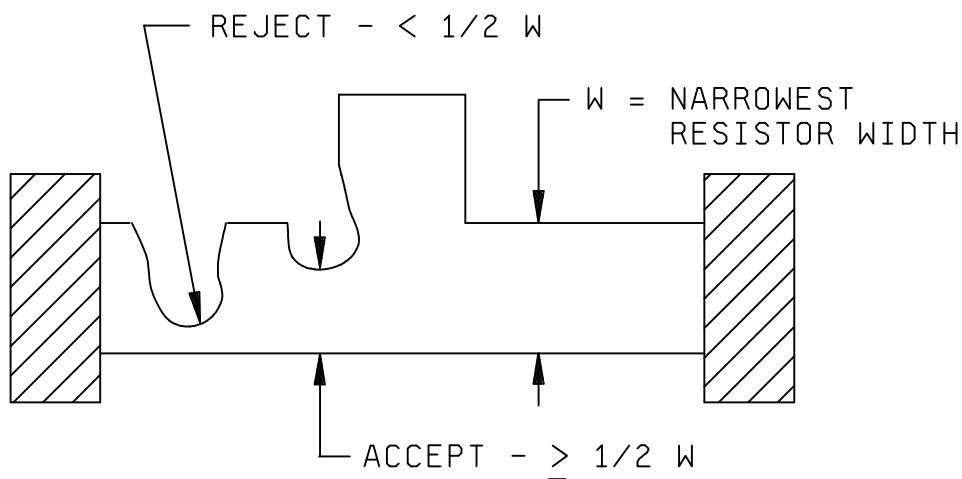 REJECT - < 1/2 W
W = NARROWEST
RESISTOR WIDTH
ACCEPT - ≥ 1/2 W